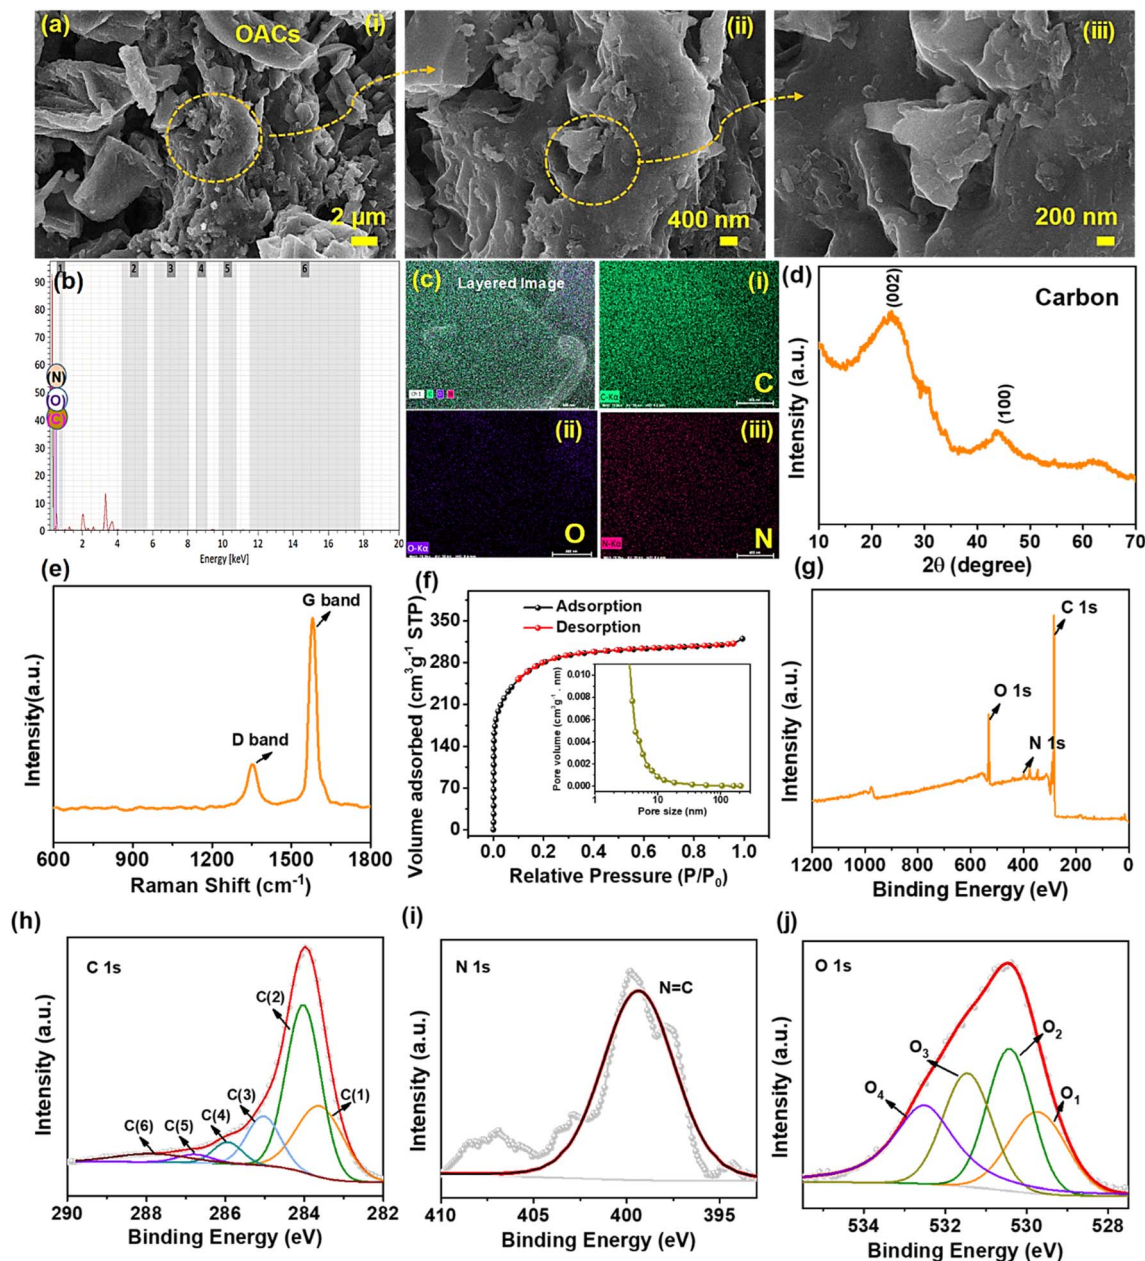 (a)
OACs
(i)
2 µm
(ii)
400 nm
(iii)
200 nm
(b)
1 2 3 4 5 6
90
80
70
60
50
40
30
20
10
0
(N)
(O)
2 4 6 8 10 12 14 16 18 20
Energy [keV]
(c)
Layered Image
(i)
C-Kα
C
(ii)
O-Kα
O
(iii)
N-Kα
N
(d)
Carbon
(002)
(100)
Intensity (a.u.)
10 20 30 40 50 60 70
2θ (degree)
(e)
G band
D band
Intensity(a.u.)
600 900 1200 1500 1800
Raman Shift (cm-1)
(f)
Adsorption
Desorption
Volume adsorbed (cm3g-1 STP)
350
280
210
140
70
0
0.0 0.2 0.4 0.6 0.8 1.0
Relative Pressure (P/P0)
Pore volume (cm3g-1 . nm)
0.010
0.008
0.006
0.004
0.002
0.000
1 10 100
Pore size (nm)
(g)
C 1s
O 1s
N 1s
Intensity (a.u.)
1200 1000 800 600 400 200 0
Binding Energy (eV)
(h)
C 1s
C(2)
C(1)
C(3)
C(4)
C(5)
C(6)
Intensity (a.u.)
290 288 286 284 282
Binding Energy (eV)
(i)
N 1s
N=C
Intensity (a.u.)
410 405 400 395
Binding Energy (eV)
(j)
O 1s
O2
O3
O1
O4
Intensity (a.u.)
534 532 530 528
Binding Energy (eV)